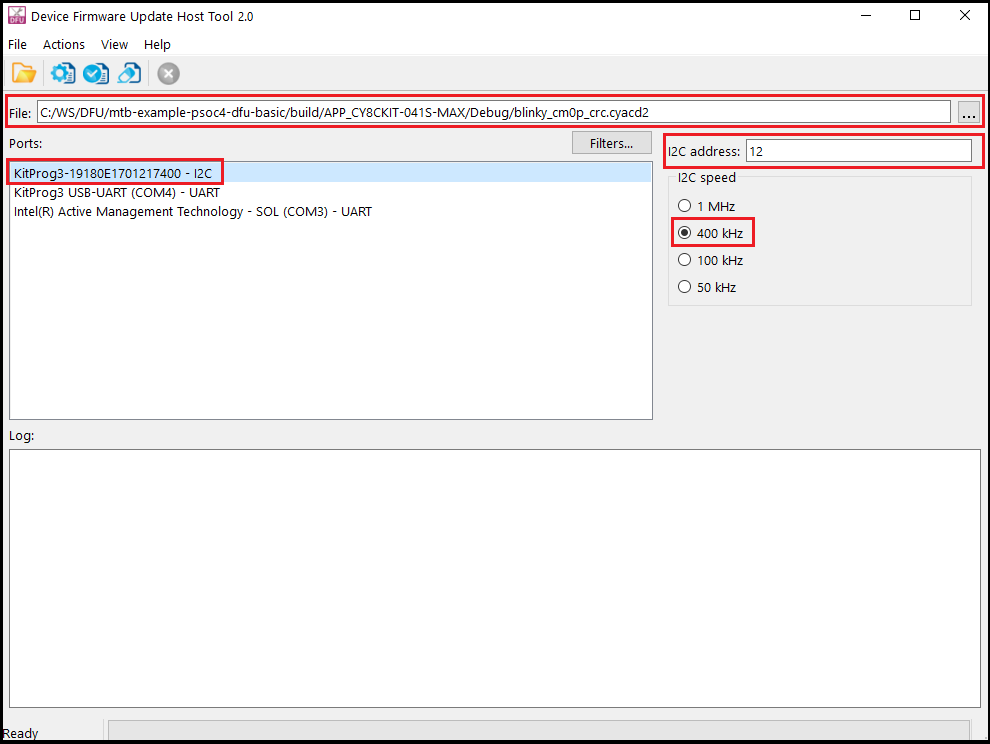 Device Firmware Update Host Tool 2.0
File Actions View Help
File: C:/WS/DFU/mtb-example-psoc4-dfu-basic/build/APP_CY8CKIT-041S-MAX/Debug/blinky_cm0p_crc.cyacd2 ...
Ports: Filters...
KitProg3-19180E1701217400 - I2C
KitProg3 USB-UART (COM4) - UART
Intel(R) Active Management Technology - SOL (COM3) - UART
I2C address: 12
I2C speed
1 MHz
400 kHz
100 kHz
50 kHz
Log:
Ready